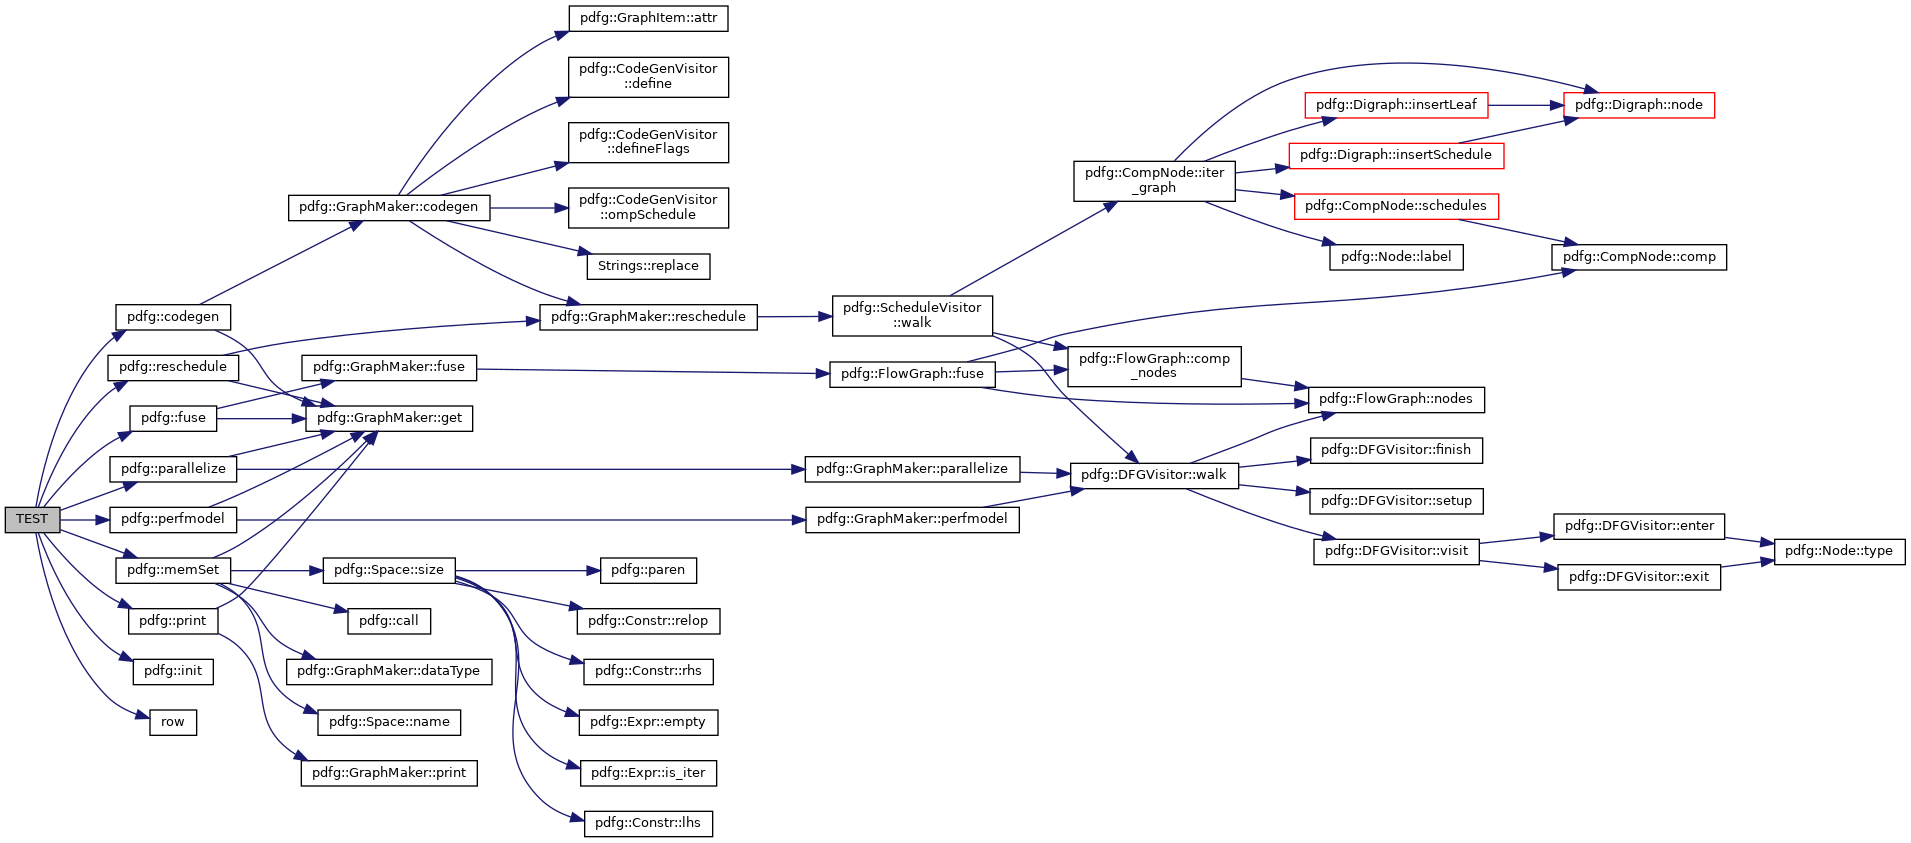 TEST
pdfg::codegen
pdfg::reschedule
pdfg::fuse
pdfg::parallelize
pdfg::perfmodel
pdfg::memSet
pdfg::print
pdfg::init
row
pdfg::GraphMaker::codegen
pdfg::GraphMaker::fuse
pdfg::GraphMaker::get
pdfg::Space::size
pdfg::call
pdfg::GraphMaker::dataType
pdfg::Space::name
pdfg::GraphMaker::print
pdfg::GraphItem::attr
pdfg::CodeGenVisitor
::define
pdfg::CodeGenVisitor
::defineFlags
pdfg::CodeGenVisitor
::ompSchedule
Strings::replace
pdfg::GraphMaker::reschedule
pdfg::paren
pdfg::Constr::relop
pdfg::Constr::rhs
pdfg::Expr::empty
pdfg::Expr::is_iter
pdfg::Constr::lhs
pdfg::ScheduleVisitor
::walk
pdfg::FlowGraph::fuse
pdfg::GraphMaker::parallelize
pdfg::GraphMaker::perfmodel
pdfg::CompNode::iter
_graph
pdfg::FlowGraph::comp
_nodes
pdfg::DFGVisitor::walk
pdfg::Digraph::insertLeaf
pdfg::Digraph::insertSchedule
pdfg::CompNode::schedules
pdfg::Node::label
pdfg::FlowGraph::nodes
pdfg::DFGVisitor::finish
pdfg::DFGVisitor::setup
pdfg::DFGVisitor::visit
pdfg::Digraph::node
pdfg::CompNode::comp
pdfg::DFGVisitor::enter
pdfg::DFGVisitor::exit
pdfg::Node::type